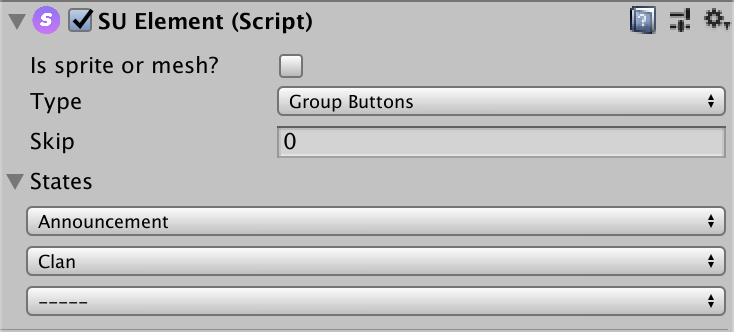 S SU Element (Script) ?
Is sprite or mesh?
Type Group Buttons
Skip 0
States
Announcement
Clan
-----